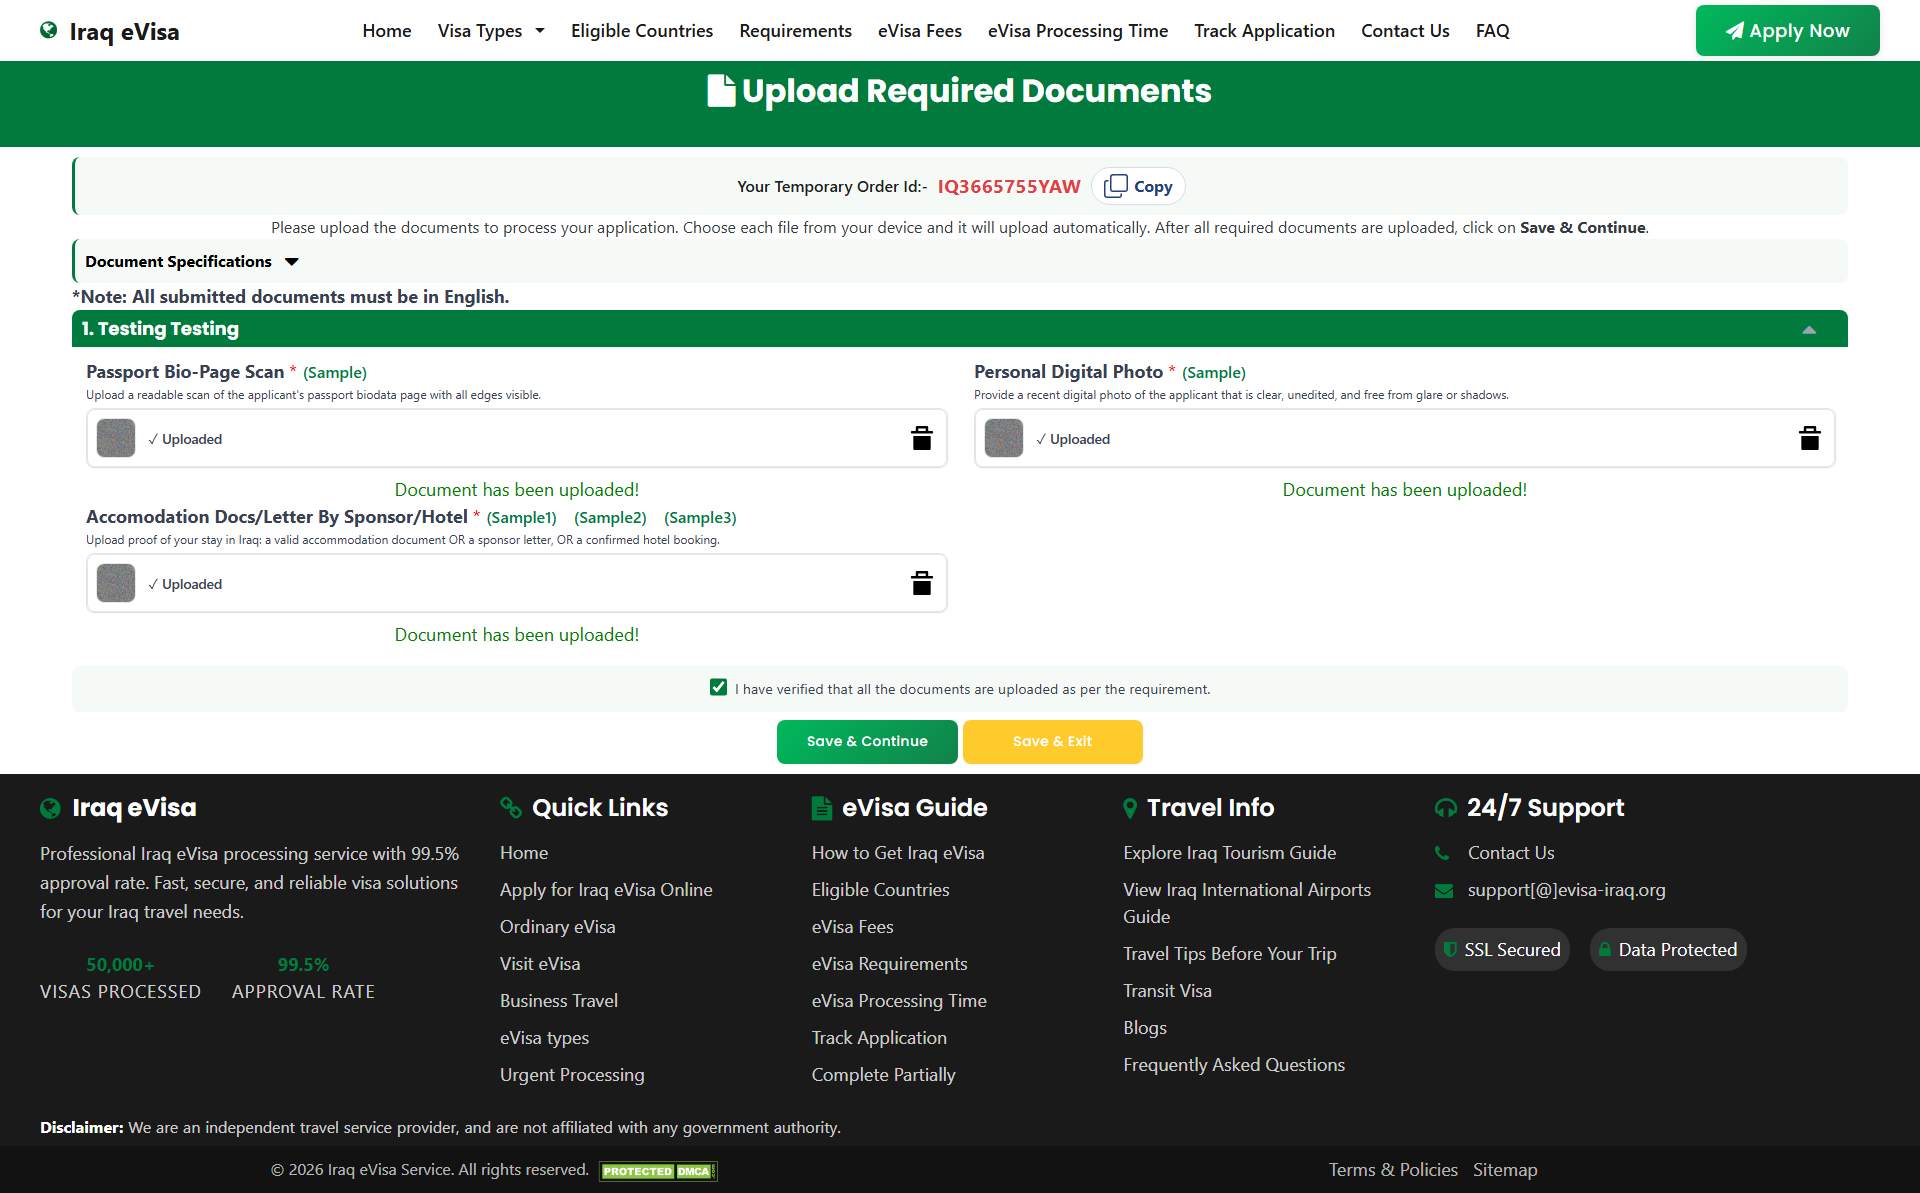 Iraq eVisa
Home
Visa Types
Eligible Countries
Requirements
eVisa Fees
eVisa Processing Time
Track Application
Contact Us
FAQ
Apply Now
Upload Required Documents
Your Temporary Order Id:- IQ3665755YAW
Copy
Please upload the documents to process your application. Choose each file from your device and it will upload automatically. After all required documents are uploaded, click on Save & Continue.
Document Specifications
*Note: All submitted documents must be in English.
1. Testing Testing
Passport Bio-Page Scan * (Sample)
Upload a readable scan of the applicant's passport biodata page with all edges visible.
✓ Uploaded
Document has been uploaded!
Personal Digital Photo * (Sample)
Provide a recent digital photo of the applicant that is clear, unedited, and free from glare or shadows.
✓ Uploaded
Document has been uploaded!
Accomodation Docs/Letter By Sponsor/Hotel * (Sample1) (Sample2) (Sample3)
Upload proof of your stay in Iraq: a valid accommodation document OR a sponsor letter, OR a confirmed hotel booking.
✓ Uploaded
Document has been uploaded!
I have verified that all the documents are uploaded as per the requirement.
Save & Continue
Save & Exit
Iraq eVisa
Professional Iraq eVisa processing service with 99.5%
approval rate. Fast, secure, and reliable visa solutions
for your Iraq travel needs.
50,000+
VISAS PROCESSED
99.5%
APPROVAL RATE
Quick Links
Home
Apply for Iraq eVisa Online
Ordinary eVisa
Visit eVisa
Business Travel
eVisa types
Urgent Processing
eVisa Guide
How to Get Iraq eVisa
Eligible Countries
eVisa Fees
eVisa Requirements
eVisa Processing Time
Track Application
Complete Partially
Travel Info
Explore Iraq Tourism Guide
View Iraq International Airports
Guide
Travel Tips Before Your Trip
Transit Visa
Blogs
Frequently Asked Questions
24/7 Support
Contact Us
support[@]evisa-iraq.org
SSL Secured
Data Protected
Disclaimer: We are an independent travel service provider, and are not affiliated with any government authority.
© 2026 Iraq eVisa Service. All rights reserved.
PROTECTED DMCA
Terms & Policies
Sitemap